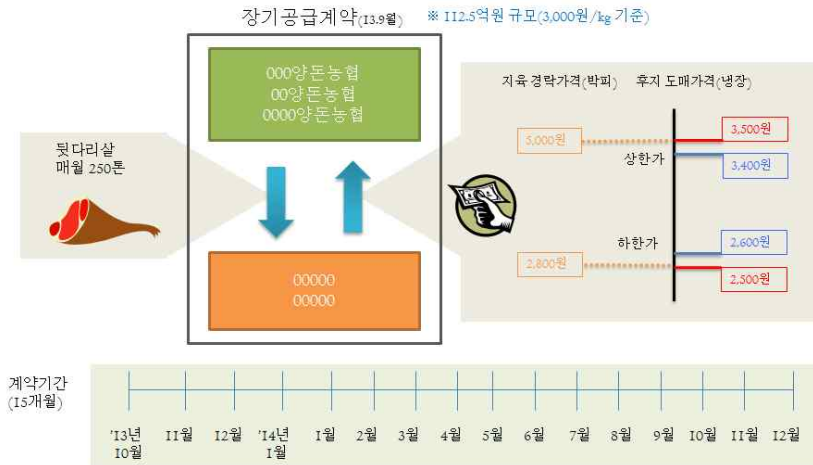 장기공급계약(13.9월) ※ 112.5억원 규모(3,000원/kg 기준)
000양돈농협
00양돈농협
0000양돈농협
뒷다리살
매월 250톤
00000
00000
지육 경락가격(박피) 후지 도매가격(냉장)
5,000원
3,500원
상한가
3,400원
하한가
2,600원
2,800원
2,500원
계약기간
(15개월)
'13년
10월
11월
12월
'14년
1월
1월
2월
3월
4월
5월
6월
7월
8월
9월
10월
11월
12월